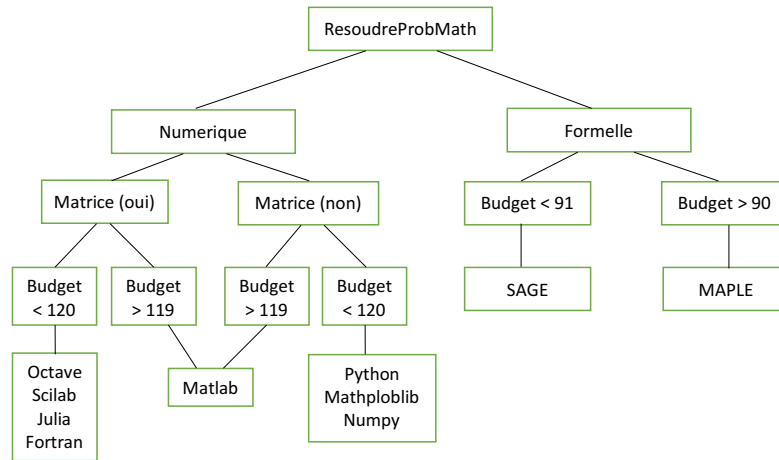 ResoudreProbMath
Numerique
Formelle
Matrice (oui)
Matrice (non)
Budget < 91
Budget > 90
Budget
< 120
Budget
> 119
Budget
> 119
Budget
< 120
SAGE
MAPLE
Octave
Scilab
Julia
Fortran
Matlab
Python
Mathploblib
Numpy